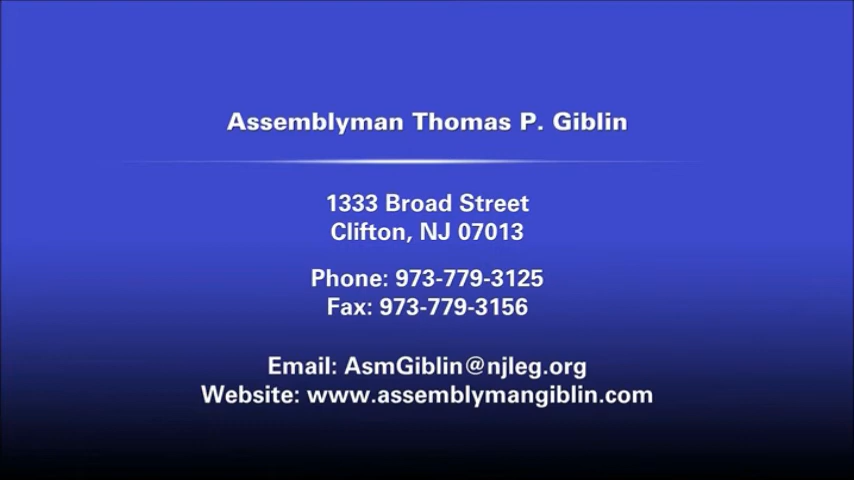 Assemblyman Thomas P. Giblin
1333 Broad Street
Clifton, NJ 07013
Phone: 973-779-3125
Fax: 973-779-3156
Email: AsmGiblin@njleg.org
Website: www.assemblymangiblin.com